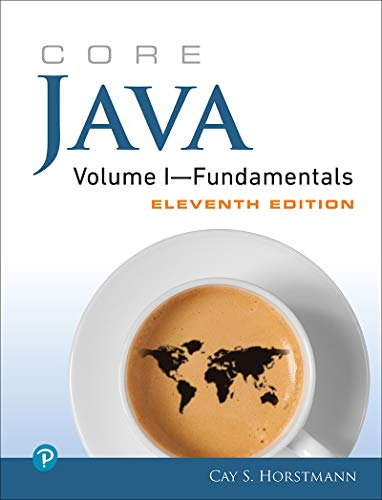 CORE
JAVA
Volume I—Fundamentals
ELEVENTH EDITION
P
CAY S. HORSTMANN